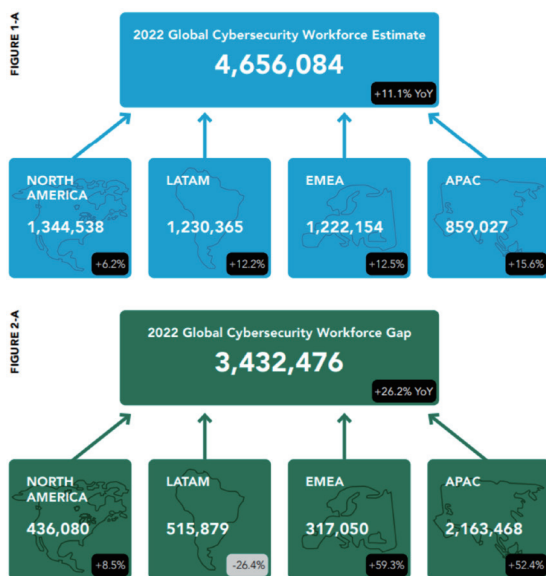 FIGURE 1-A
2022 Global Cybersecurity Workforce Estimate
4,656,084
+11.1% YoY
NORTH
AMERICA
1,344,538
+6.2%
LATAM
1,230,365
+12.2%
EMEA
1,222,154
+12.5%
APAC
859,027
+15.6%
FIGURE 2-A
2022 Global Cybersecurity Workforce Gap
3,432,476
+26.2% YoY
NORTH
AMERICA
436,080
+8.5%
LATAM
515,879
-26.4%
EMEA
317,050
+59.3%
APAC
2,163,468
+52.4%